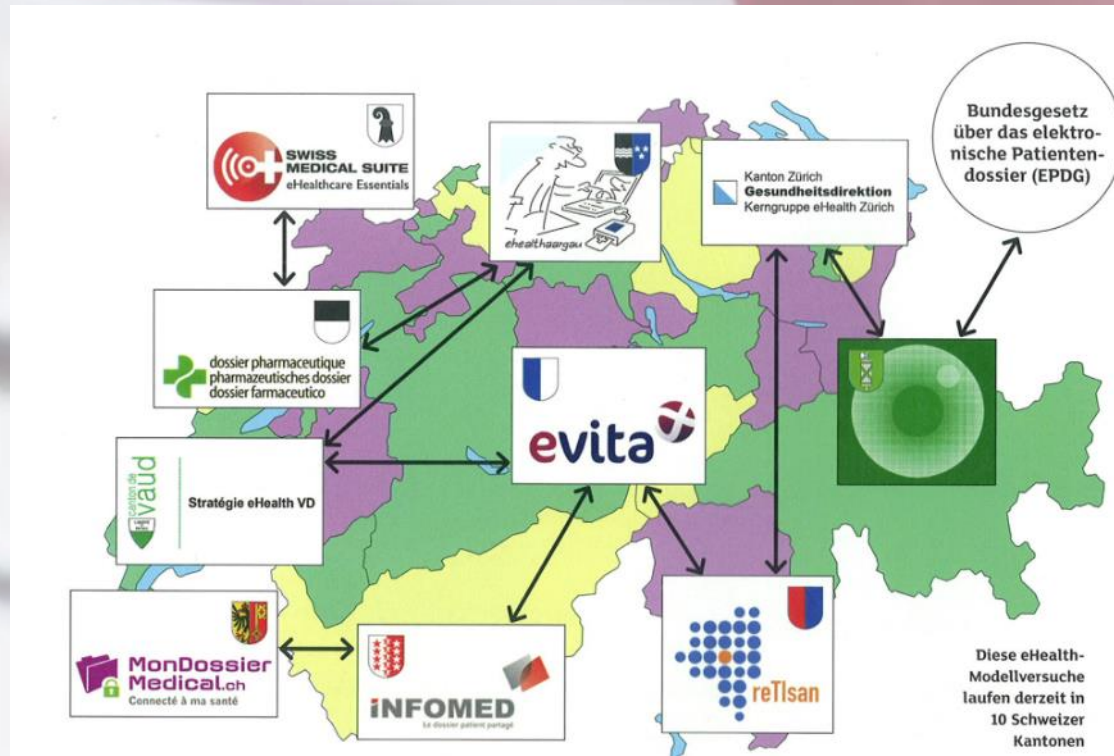 SWISS
MEDICAL SUITE
eHealthcare Essentials
ehealthaargau
Kanton Zürich
Gesundheitsdirektion
Kerngruppe eHealth Zürich
Bundesgesetz
über das elektro-
nische Patienten-
dossier (EPDG)
dossier pharmaceutique
pharmazeutisches dossier
dossier farmaceutico
evita
canton de
vaud
Stratégie eHealth VD
MonDossier
Medical.ch
Connecté à ma santé
iNFOMED
Le dossier patient partagé
reTIsan
Diese eHealth-
Modellversuche
laufen derzeit in
10 Schweizer
Kantonen